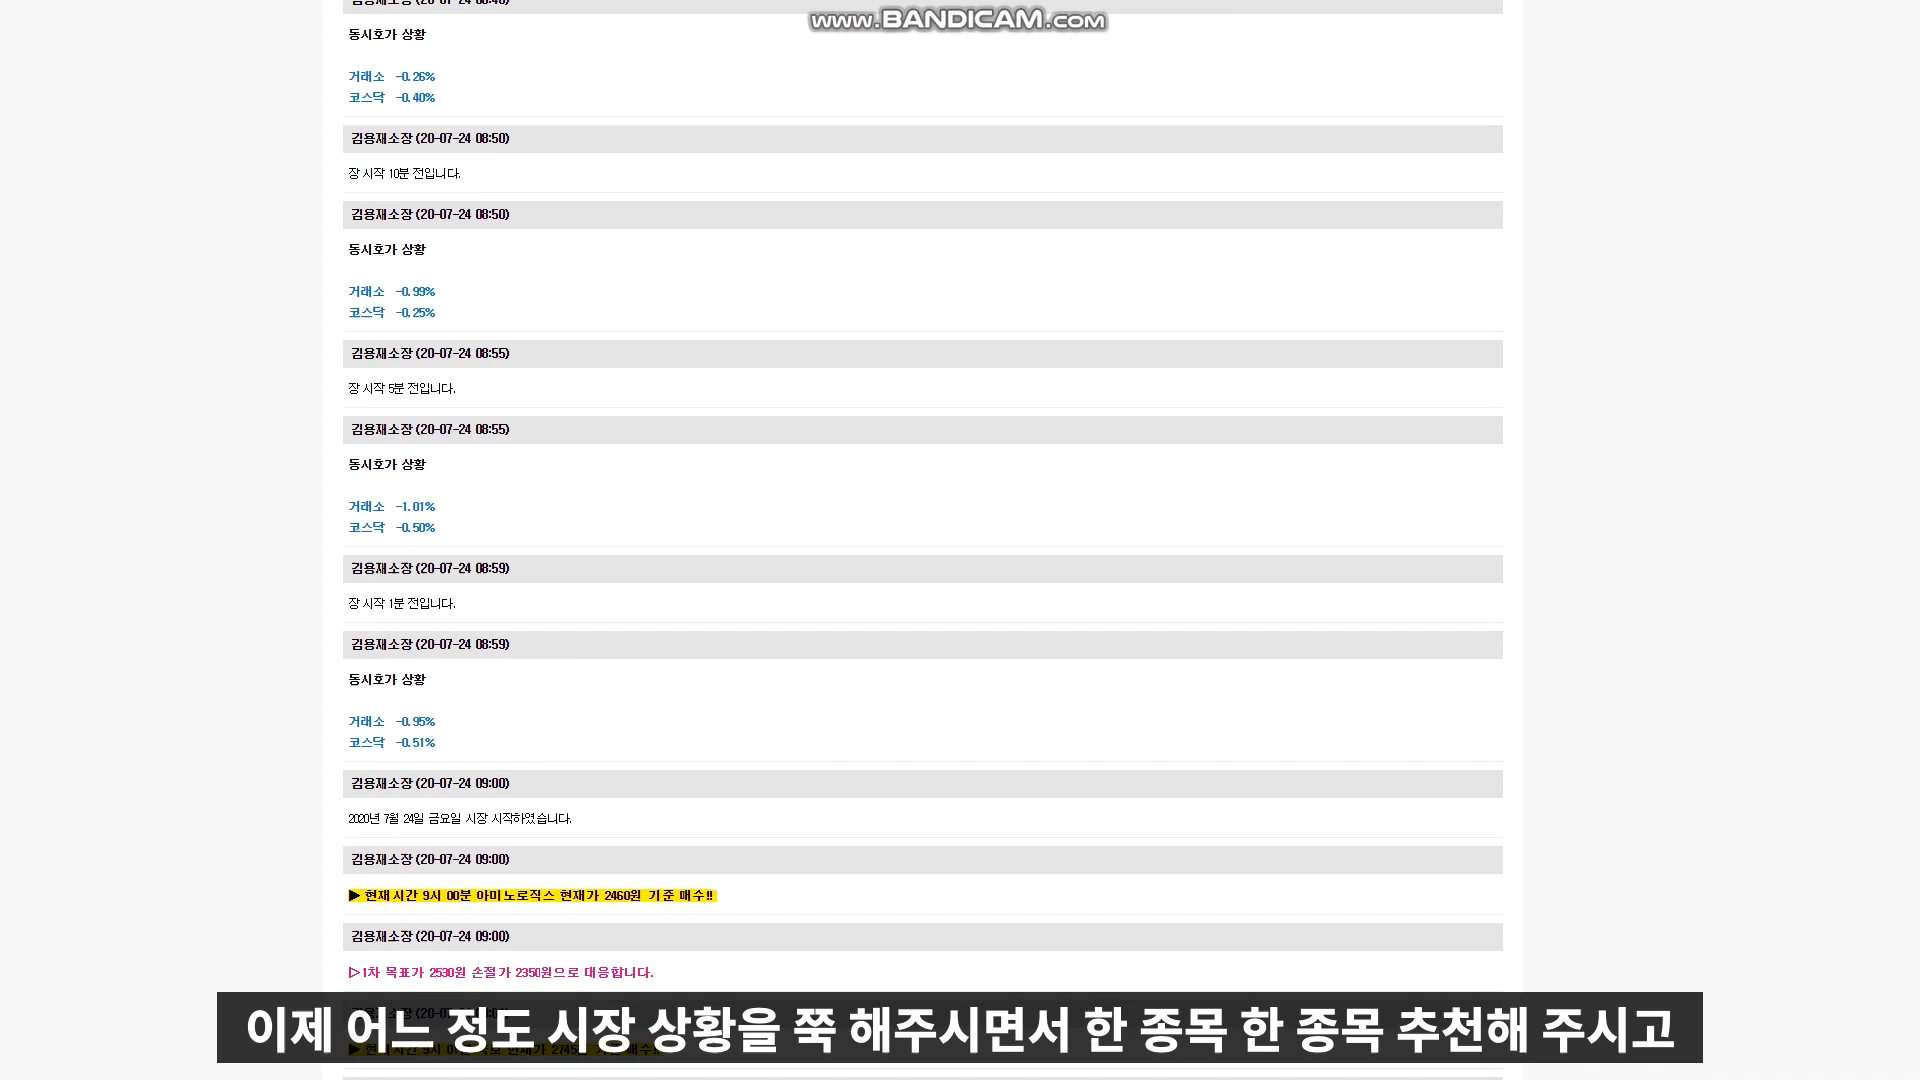 www.BANDICAM.com
동시호가 상황
거래소 -0.26%
코스닥 -0.40%
김용재소장 (20-07-24 08:50)
장 시작 10분 전입니다.
김용재소장 (20-07-24 08:50)
동시호가 상황
거래소 -0.99%
코스닥 -0.25%
김용재소장 (20-07-24 08:55)
장 시작 5분 전입니다.
김용재소장 (20-07-24 08:55)
동시호가 상황
거래소 -1.01%
코스닥 -0.50%
김용재소장 (20-07-24 08:59)
장 시작 1분 전입니다.
김용재소장 (20-07-24 08:59)
동시호가 상황
거래소 -0.95%
코스닥 -0.51%
김용재소장 (20-07-24 09:00)
2020년 7월 24일 금요일 시장 시작하였습니다.
김용재소장 (20-07-24 09:00)
▶ 현재시간 9시 00분 아미노로직스 현재가 2460원 기준 매수!!
김용재소장 (20-07-24 09:00)
▷1차 목표가 2530원 손절가 2350원으로 대응합니다.
이제 어느 정도 시장 상황을 쭉 해주시면서 한 종목 한 종목 추천해 주시고